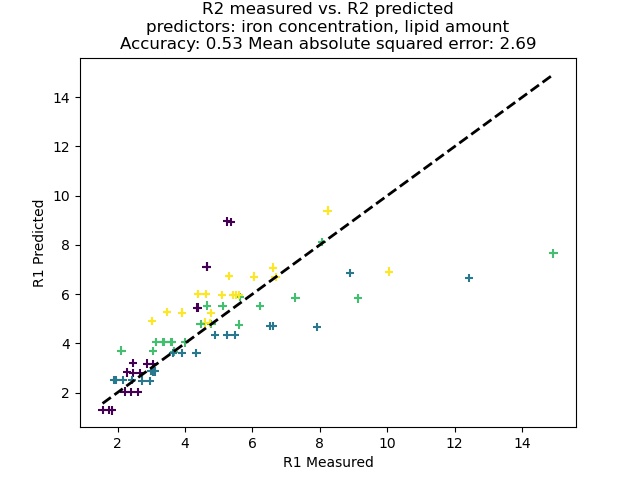 R2 measured vs. R2 predicted
predictors: iron concentration, lipid amount
Accuracy: 0.53 Mean absolute squared error: 2.69
14
12
10
8
6
4
2
R1 Predicted
2 4 6 8 10 12 14
R1 Measured